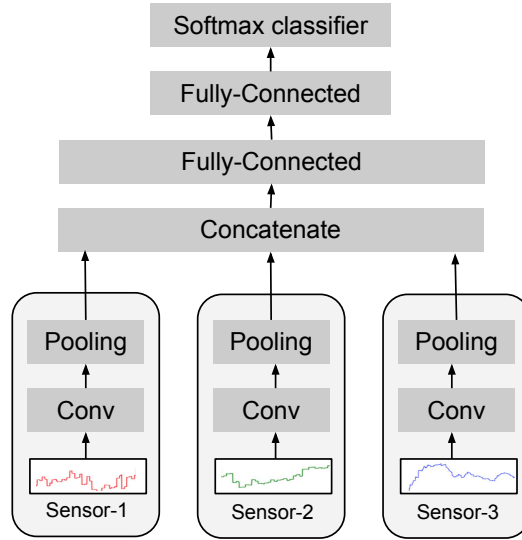 Softmax classifier
Fully-Connected
Fully-Connected
Concatenate
Pooling
Pooling
Pooling
Conv
Conv
Conv
Sensor-1
Sensor-2
Sensor-3